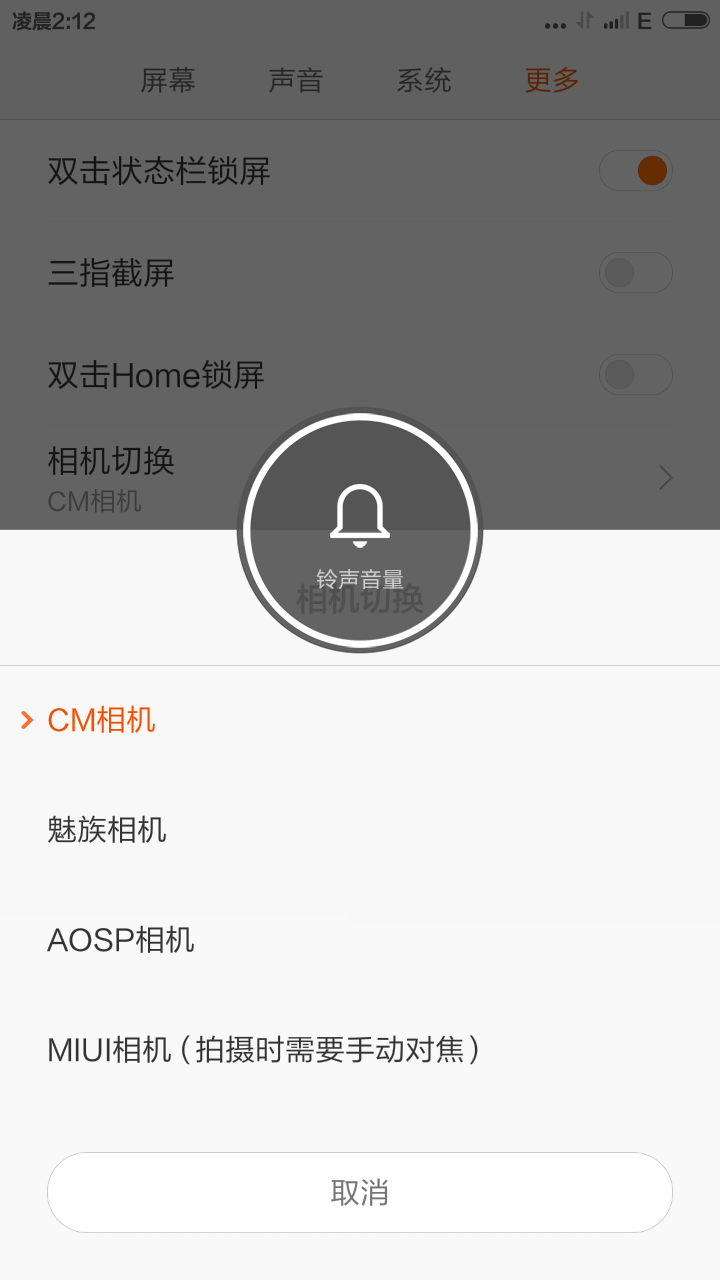 凌晨2:12
E
屏幕 声音 系统 更多
双击状态栏锁屏
三指截屏
双击Home锁屏
相机切换
CM相机
铃声音量
相机切换
CM相机
魅族相机
AOSP相机
MIUI相机（拍摄时需要手动对焦）
取消